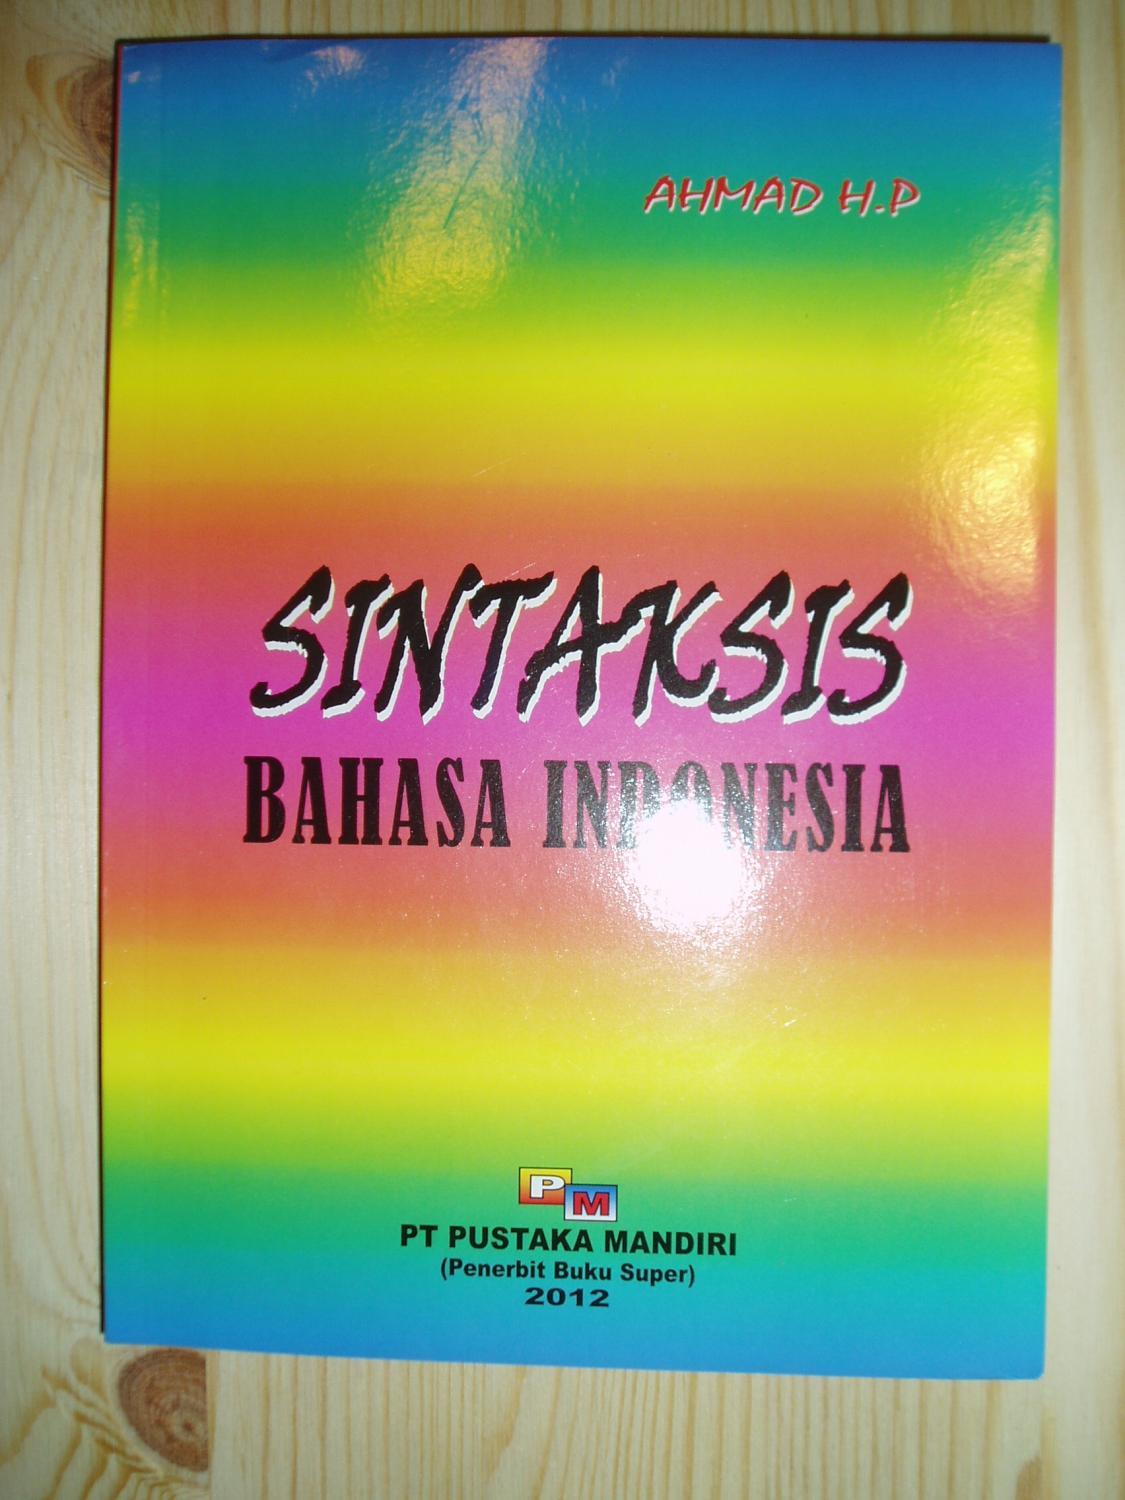 AHMAD H.P
SINTAKSIS
BAHASA INDONESIA
PM
PT PUSTAKA MANDIRI
(Penerbit Buku Super)
2012